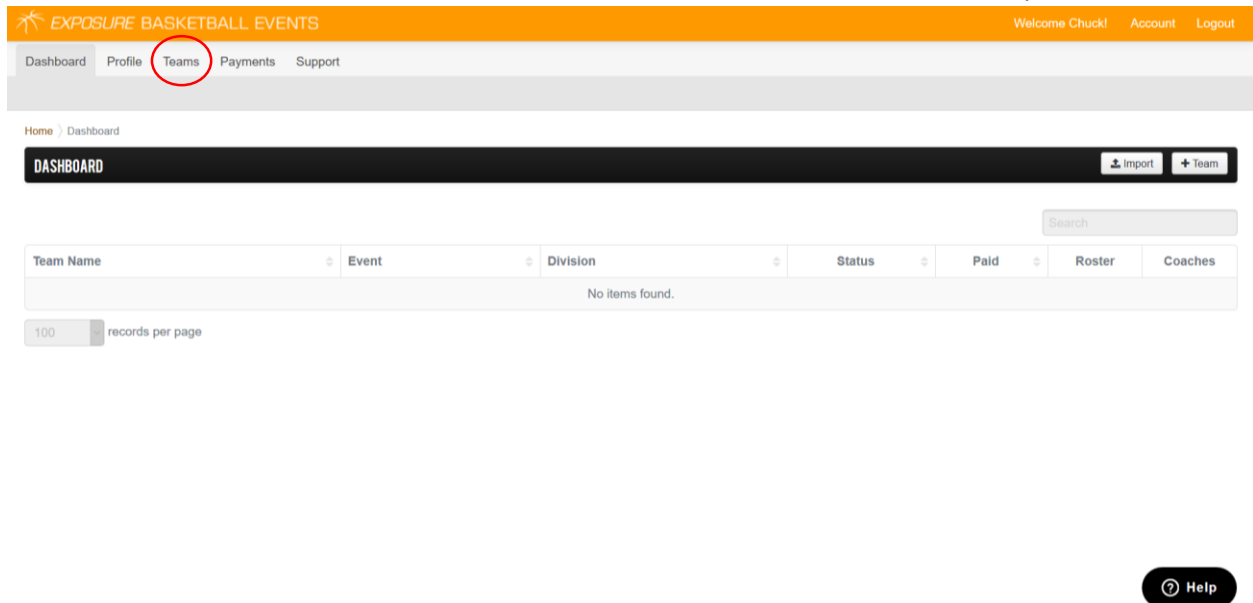 EXPOSURE BASKETBALL EVENTS Welcome Chuck! Account Logout
Dashboard Profile Teams Payments Support
Home Dashboard
DASHBOARD Import + Team
Search
Team Name Event Division Status Paid Roster Coaches
No items found.
100 records per page
? Help